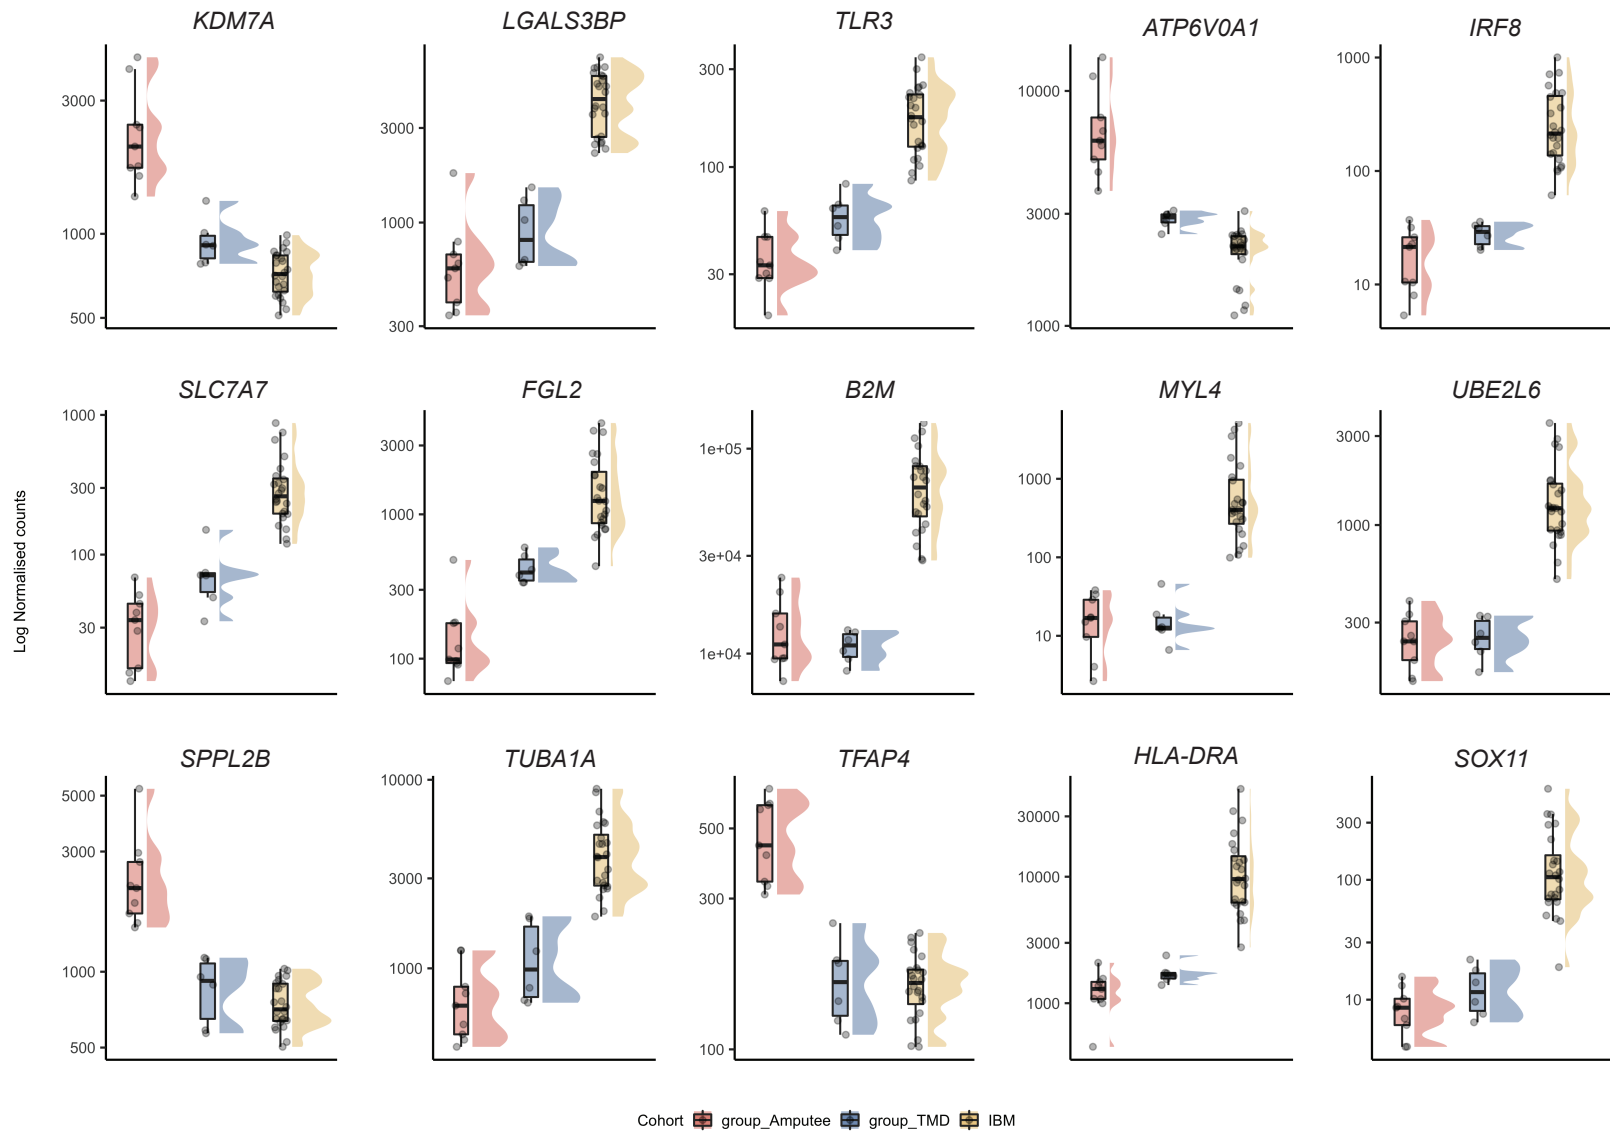 KDM7A
LGALS3BP
TLR3
ATP6V0A1
IRF8
3000
1000
500
3000
1000
300
300
100
30
10000
3000
1000
1000
100
10
SLC7A7
FGL2
B2M
MYL4
UBE2L6
1000
300
100
30
3000
1000
300
100
1e+05
3e+04
1e+04
1000
100
10
3000
1000
300
SPPL2B
TUBA1A
TFAP4
HLA-DRA
SOX11
5000
3000
1000
500
10000
3000
1000
500
300
100
30000
10000
3000
1000
300
100
30
10
Log Normalised counts
Cohort group_Amputee group_TMD IBM